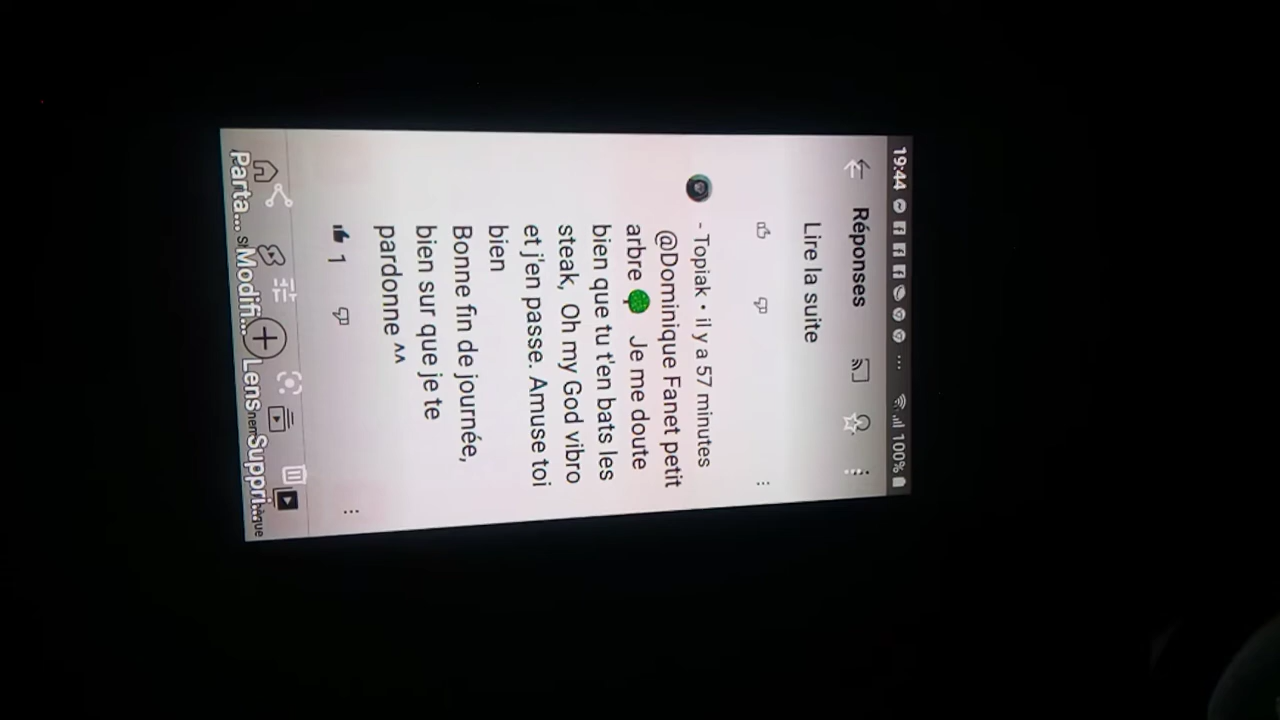 19:44 ... 100%
Réponses
Lire la suite
- Topiak • il y a 57 minutes
@Dominique Fanet petit
arbre 🌳 Je me doute
bien que tu t'en bats les
steak, Oh my God vibro
et j'en passe. Amuse toi
bien
Bonne fin de journée,
bien sur que je te
pardonne ^^
1
Parta... Modifi... Lens Suppri...